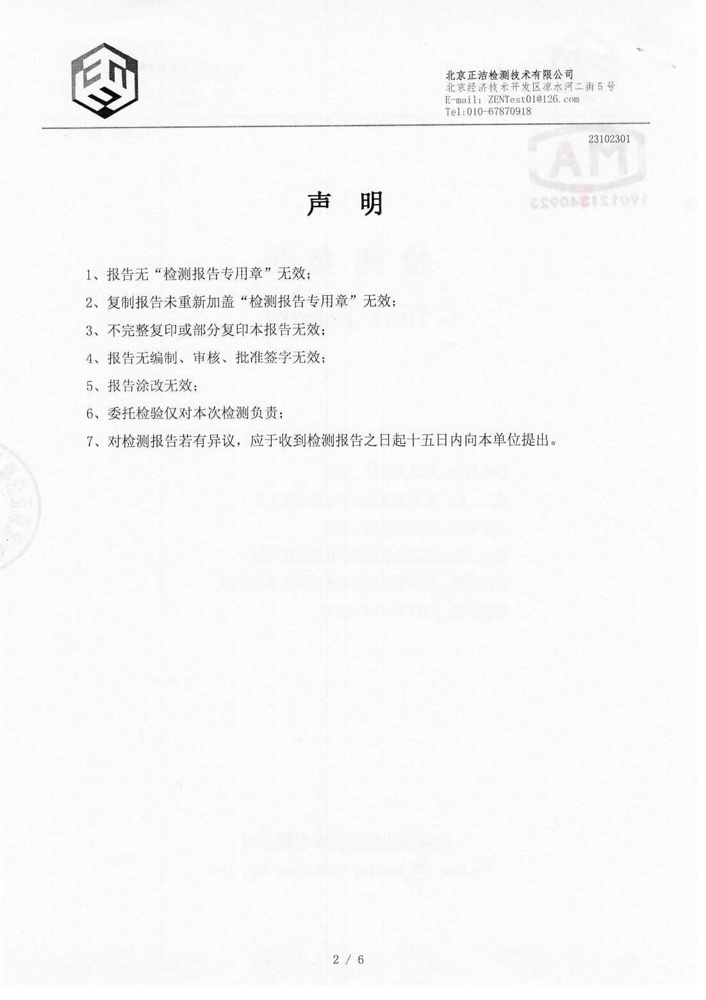 北京正洁检测技术有限公司
北京经济技术开发区凉水河二街5号
E-mail: ZENTest01@126.com
Tel:010-67870918
23102301
声 明
1、报告无“检测报告专用章”无效；
2、复制报告未重新加盖“检测报告专用章”无效；
3、不完整复印或部分复印本报告无效；
4、报告无编制、审核、批准签字无效；
5、报告涂改无效；
6、委托检验仅对本次检测负责；
7、对检测报告若有异议，应于收到检测报告之日起十五日内向本单位提出。
2 / 6